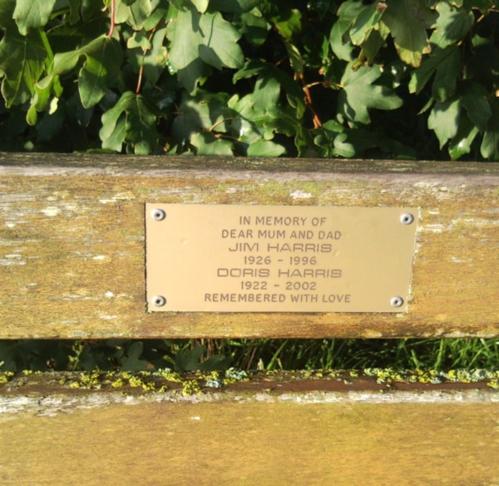 IN MEMORY OF
DEAR MUM AND DAD
JIM HARRIS
1926 - 1996
DORIS HARRIS
1922 - 2002
REMEMBERED WITH LOVE